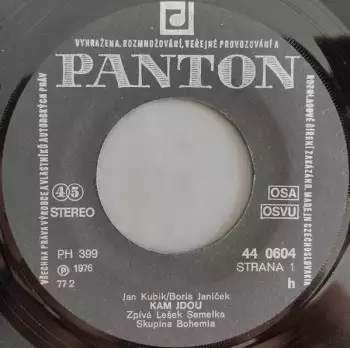 VYHRAŽENA. ROZMNOŽOVÁNÍ, VEŘEJNÉ PROVOZOVÁNÍ A
ROZHLASOVÉ ŠÍŘENÍ ZAKÁZÁNO. MADE IN CZECHOSLOVAKIA
VŠECHNA PRÁVA VÝROBCE A VLASTNÍKŮ AUTORSKÝCH PRÁV
PANTON
45
STEREO
OSA
OSVU
PH 399
℗ 1976
77 2
44 0604
STRANA 1
h
Jan Kubík/Boris Janíček
KAM JDOU
Zpívá Lešek Semelka
Skupina Bohemia